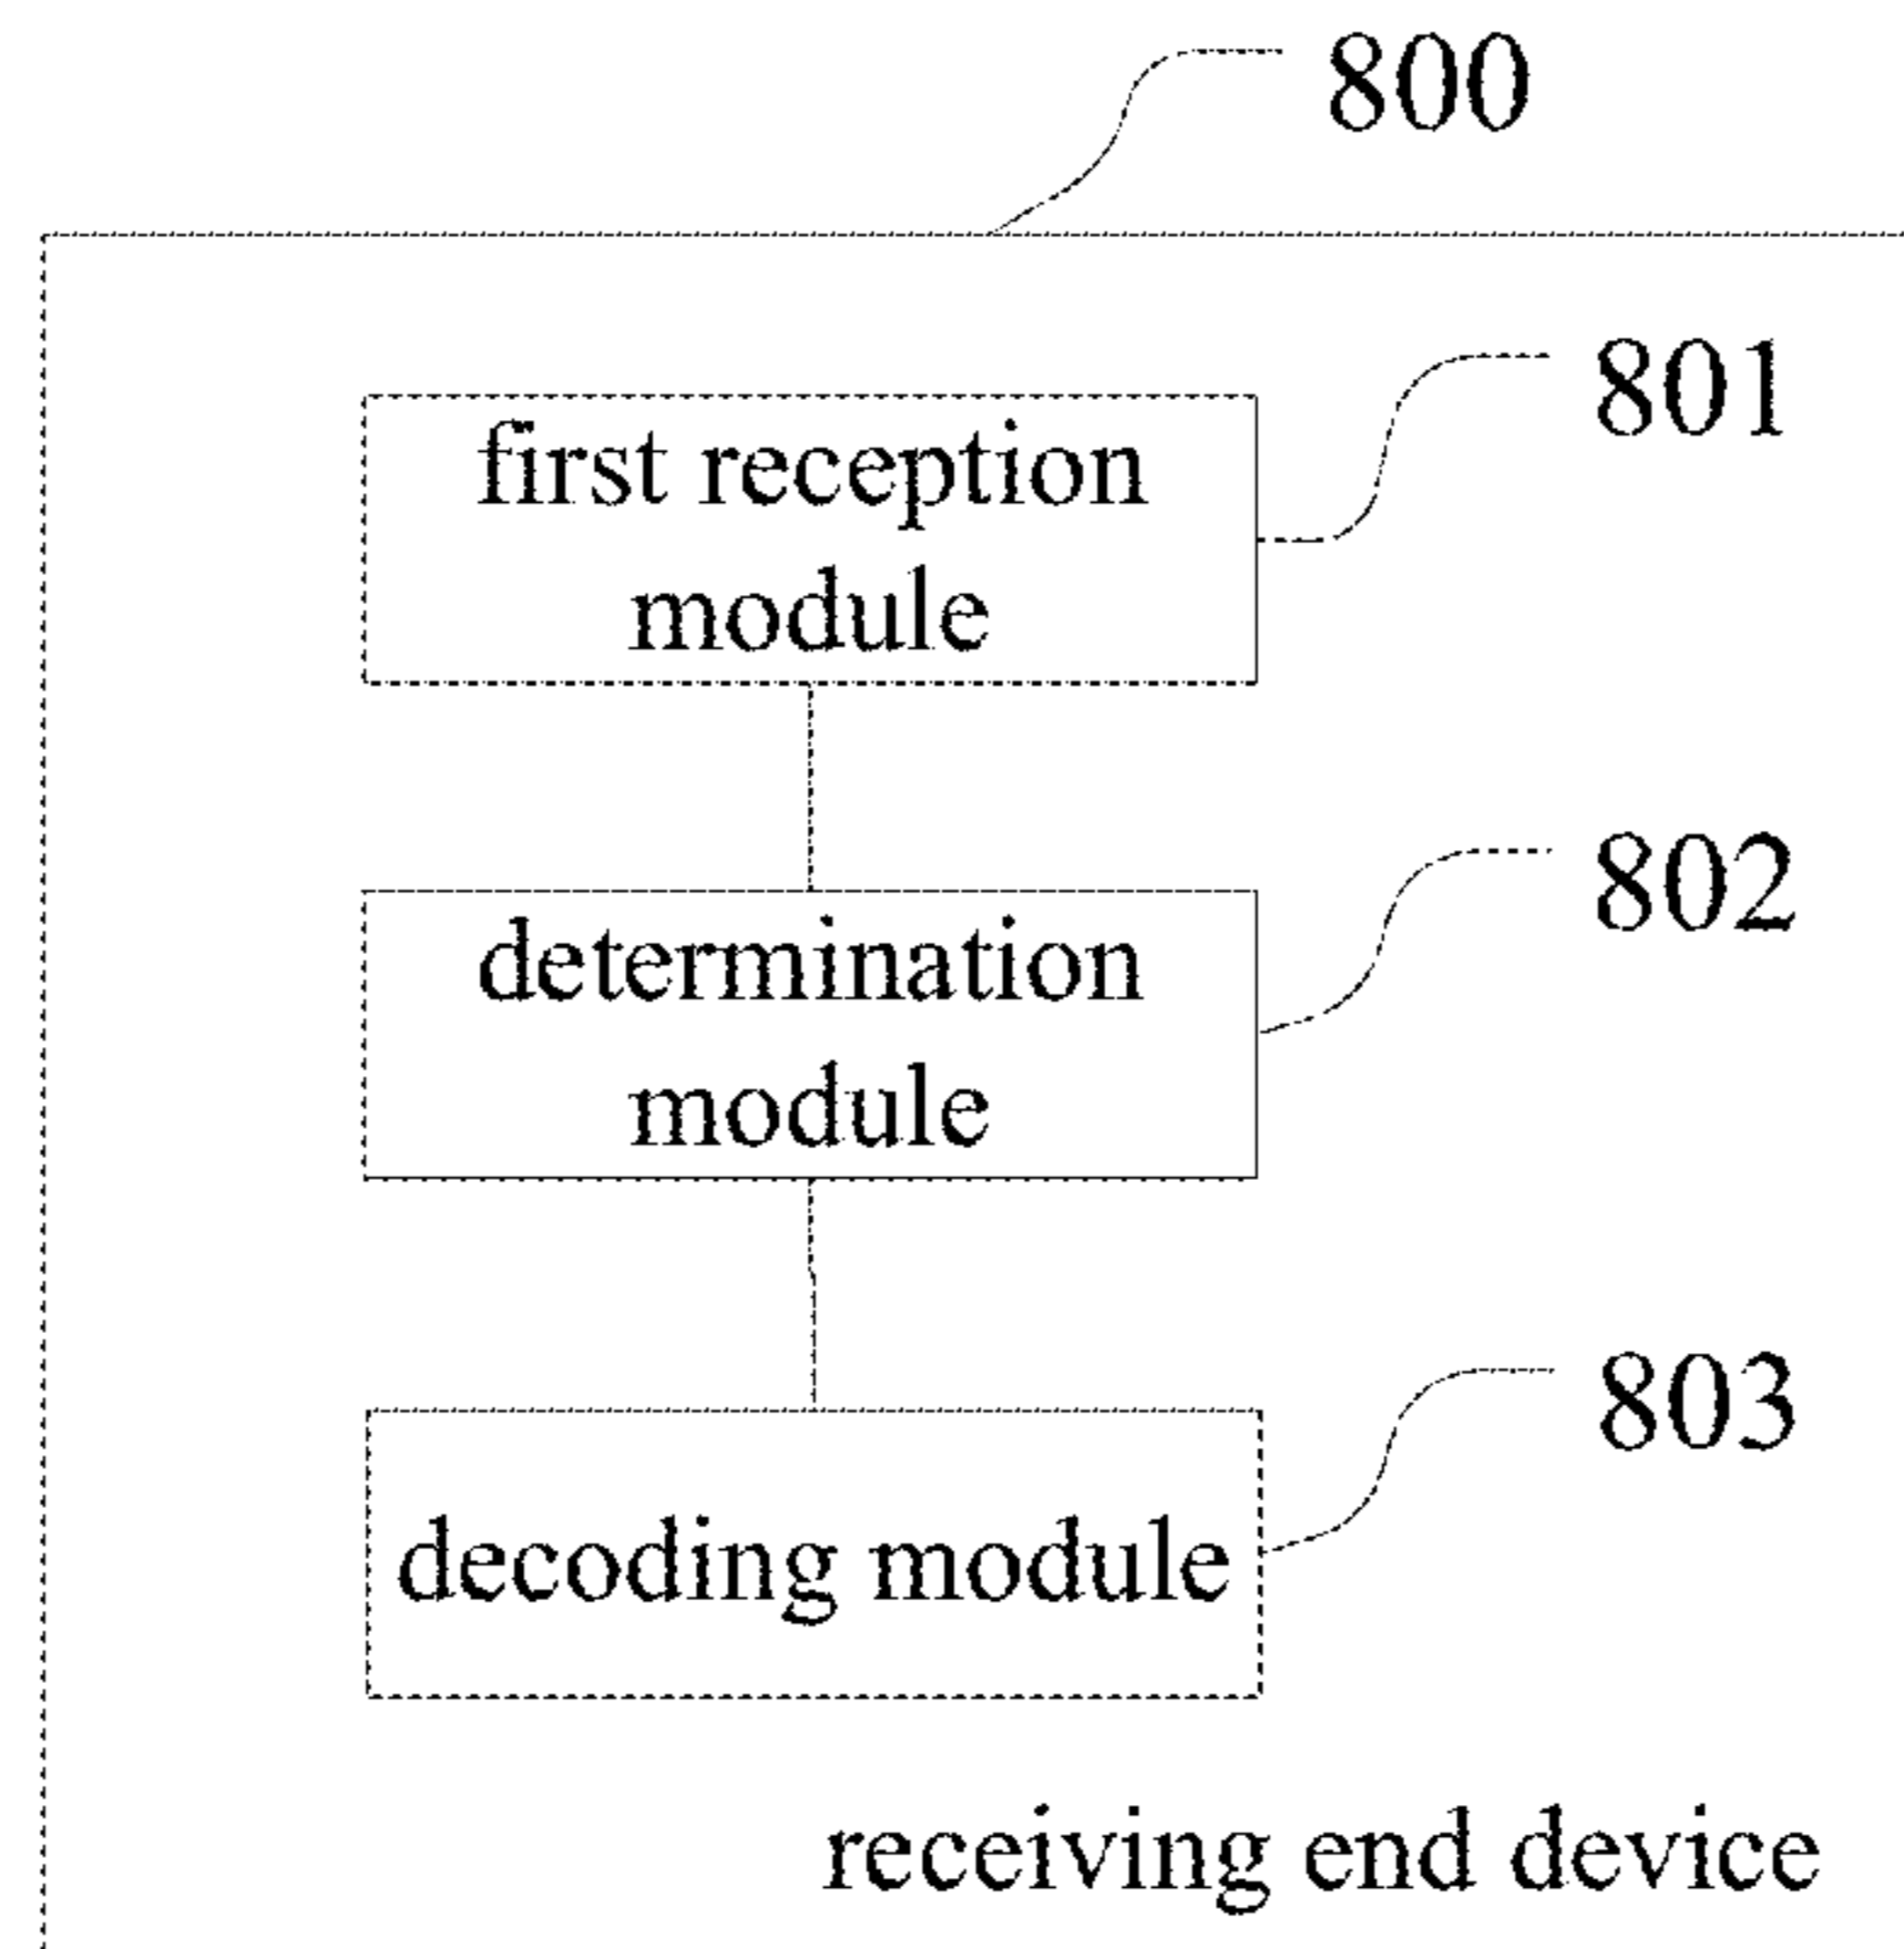 800
801
first reception
module
802
determination
module
803
decoding module
receiving end device